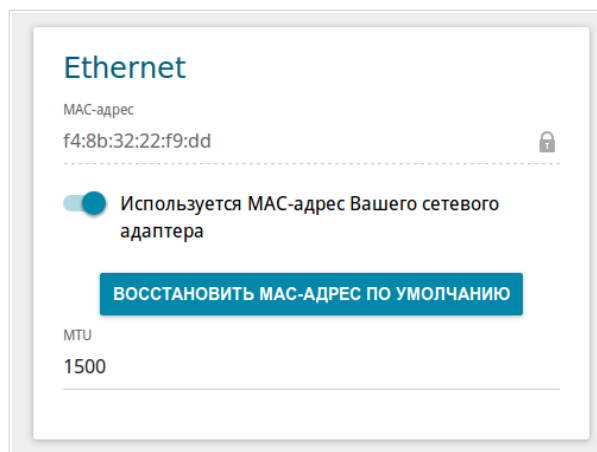 Ethernet
MAC-адрес
f4:8b:32:22:f9:dd
Используется MAC-адрес Вашего сетевого
адаптера
ВОССТАНОВИТЬ MAC-АДРЕС ПО УМОЛЧАНИЮ
MTU
1500